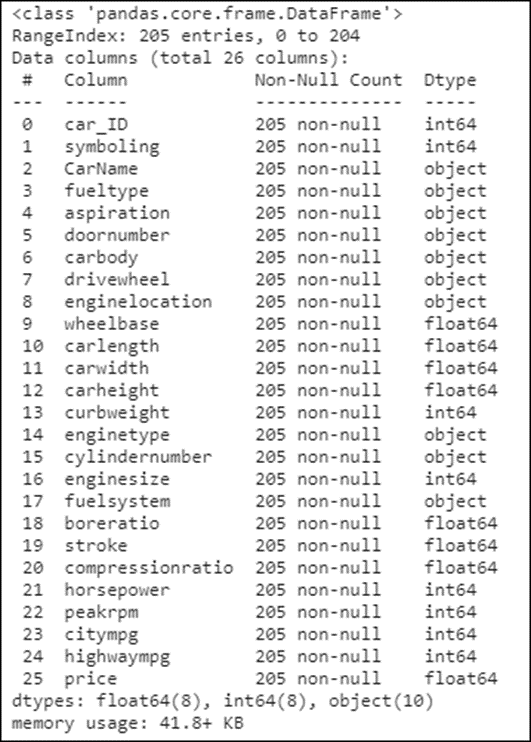 <class 'pandas.core.frame.DataFrame'>
RangeIndex: 205 entries, 0 to 204
Data columns (total 26 columns):
 #   Column            Non-Null Count  Dtype
---  ------            --------------  -----
 0   car_ID            205 non-null    int64
 1   symboling         205 non-null    int64
 2   CarName           205 non-null    object
 3   fueltype          205 non-null    object
 4   aspiration        205 non-null    object
 5   doornumber        205 non-null    object
 6   carbody           205 non-null    object
 7   drivewheel        205 non-null    object
 8   enginelocation    205 non-null    object
 9   wheelbase         205 non-null    float64
 10  carlength         205 non-null    float64
 11  carwidth          205 non-null    float64
 12  carheight         205 non-null    float64
 13  curbweight        205 non-null    int64
 14  enginetype        205 non-null    object
 15  cylindernumber    205 non-null    object
 16  enginesize        205 non-null    int64
 17  fuelsystem        205 non-null    object
 18  boreratio         205 non-null    float64
 19  stroke            205 non-null    float64
 20  compressionratio  205 non-null    float64
 21  horsepower        205 non-null    int64
 22  peakrpm           205 non-null    int64
 23  citympg           205 non-null    int64
 24  highwaympg        205 non-null    int64
 25  price             205 non-null    float64
dtypes: float64(8), int64(8), object(10)
memory usage: 41.8+ KB